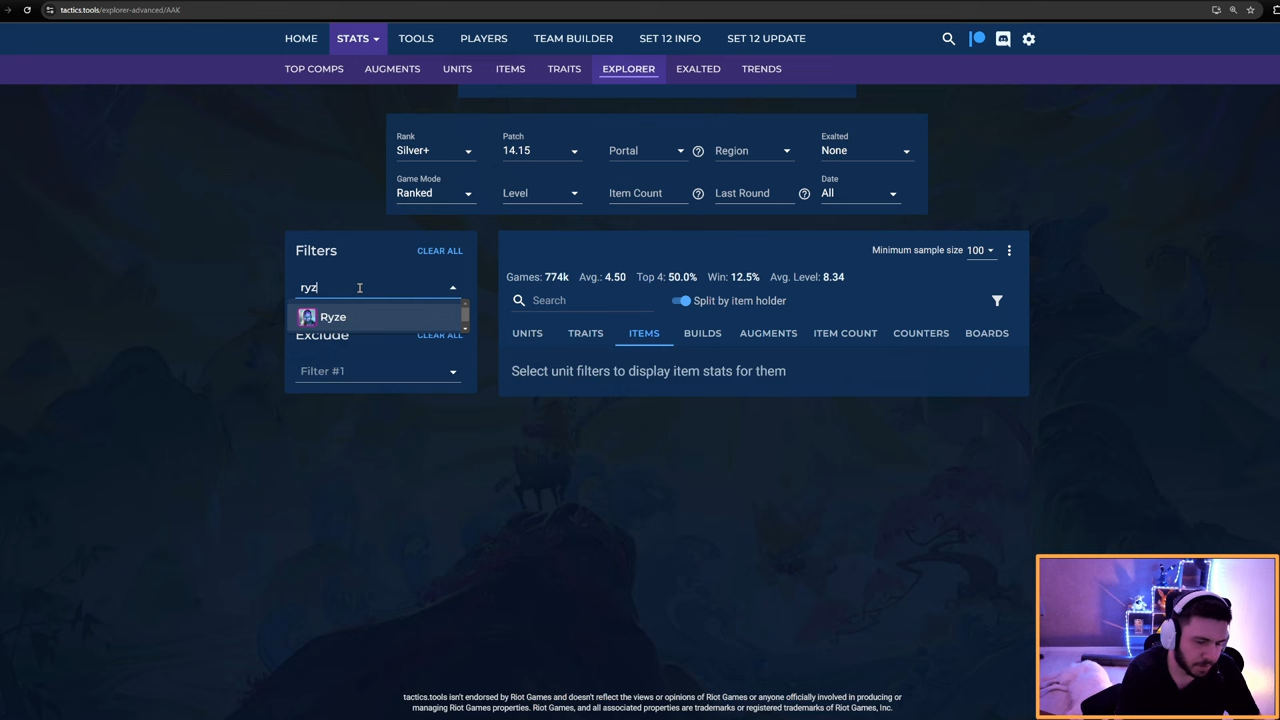 tactics.tools/explorer-advanced/AAK
HOME STATS TOOLS PLAYERS TEAM BUILDER SET 12 INFO SET 12 UPDATE
TOP COMPS AUGMENTS UNITS ITEMS TRAITS EXPLORER EXALTED TRENDS
Rank Patch Exalted
Silver+ 14.15 Portal Region None
Game Mode Date
Ranked Level Item Count Last Round All
Filters CLEAR ALL
ryz
Ryze
Exclude CLEAR ALL
Filter #1
Minimum sample size 100
Games: 774k Avg.: 4.50 Top 4: 50.0% Win: 12.5% Avg. Level: 8.34
Search Split by item holder
UNITS TRAITS ITEMS BUILDS AUGMENTS ITEM COUNT COUNTERS BOARDS
Select unit filters to display item stats for them
tactics.tools isn't endorsed by Riot Games and doesn't reflect the views or opinions of Riot Games or anyone officially involved in producing or
managing Riot Games properties. Riot Games, and all associated properties are trademarks or registered trademarks of Riot Games, Inc.